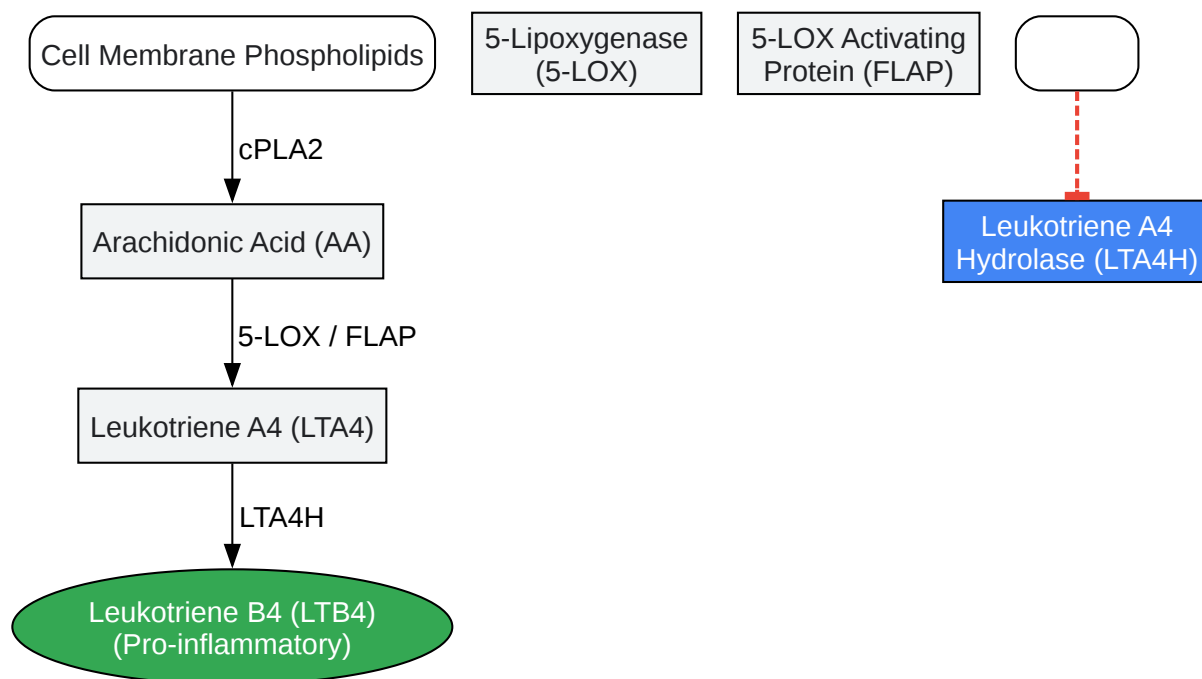 Cell Membrane Phospholipids
5-Lipoxygenase
(5-LOX)
5-LOX Activating
Protein (FLAP)
cPLA2
Arachidonic Acid (AA)
Leukotriene A4
Hydrolase (LTA4H)
5-LOX / FLAP
Leukotriene A4 (LTA4)
LTA4H
Leukotriene B4 (LTB4)
(Pro-inflammatory)